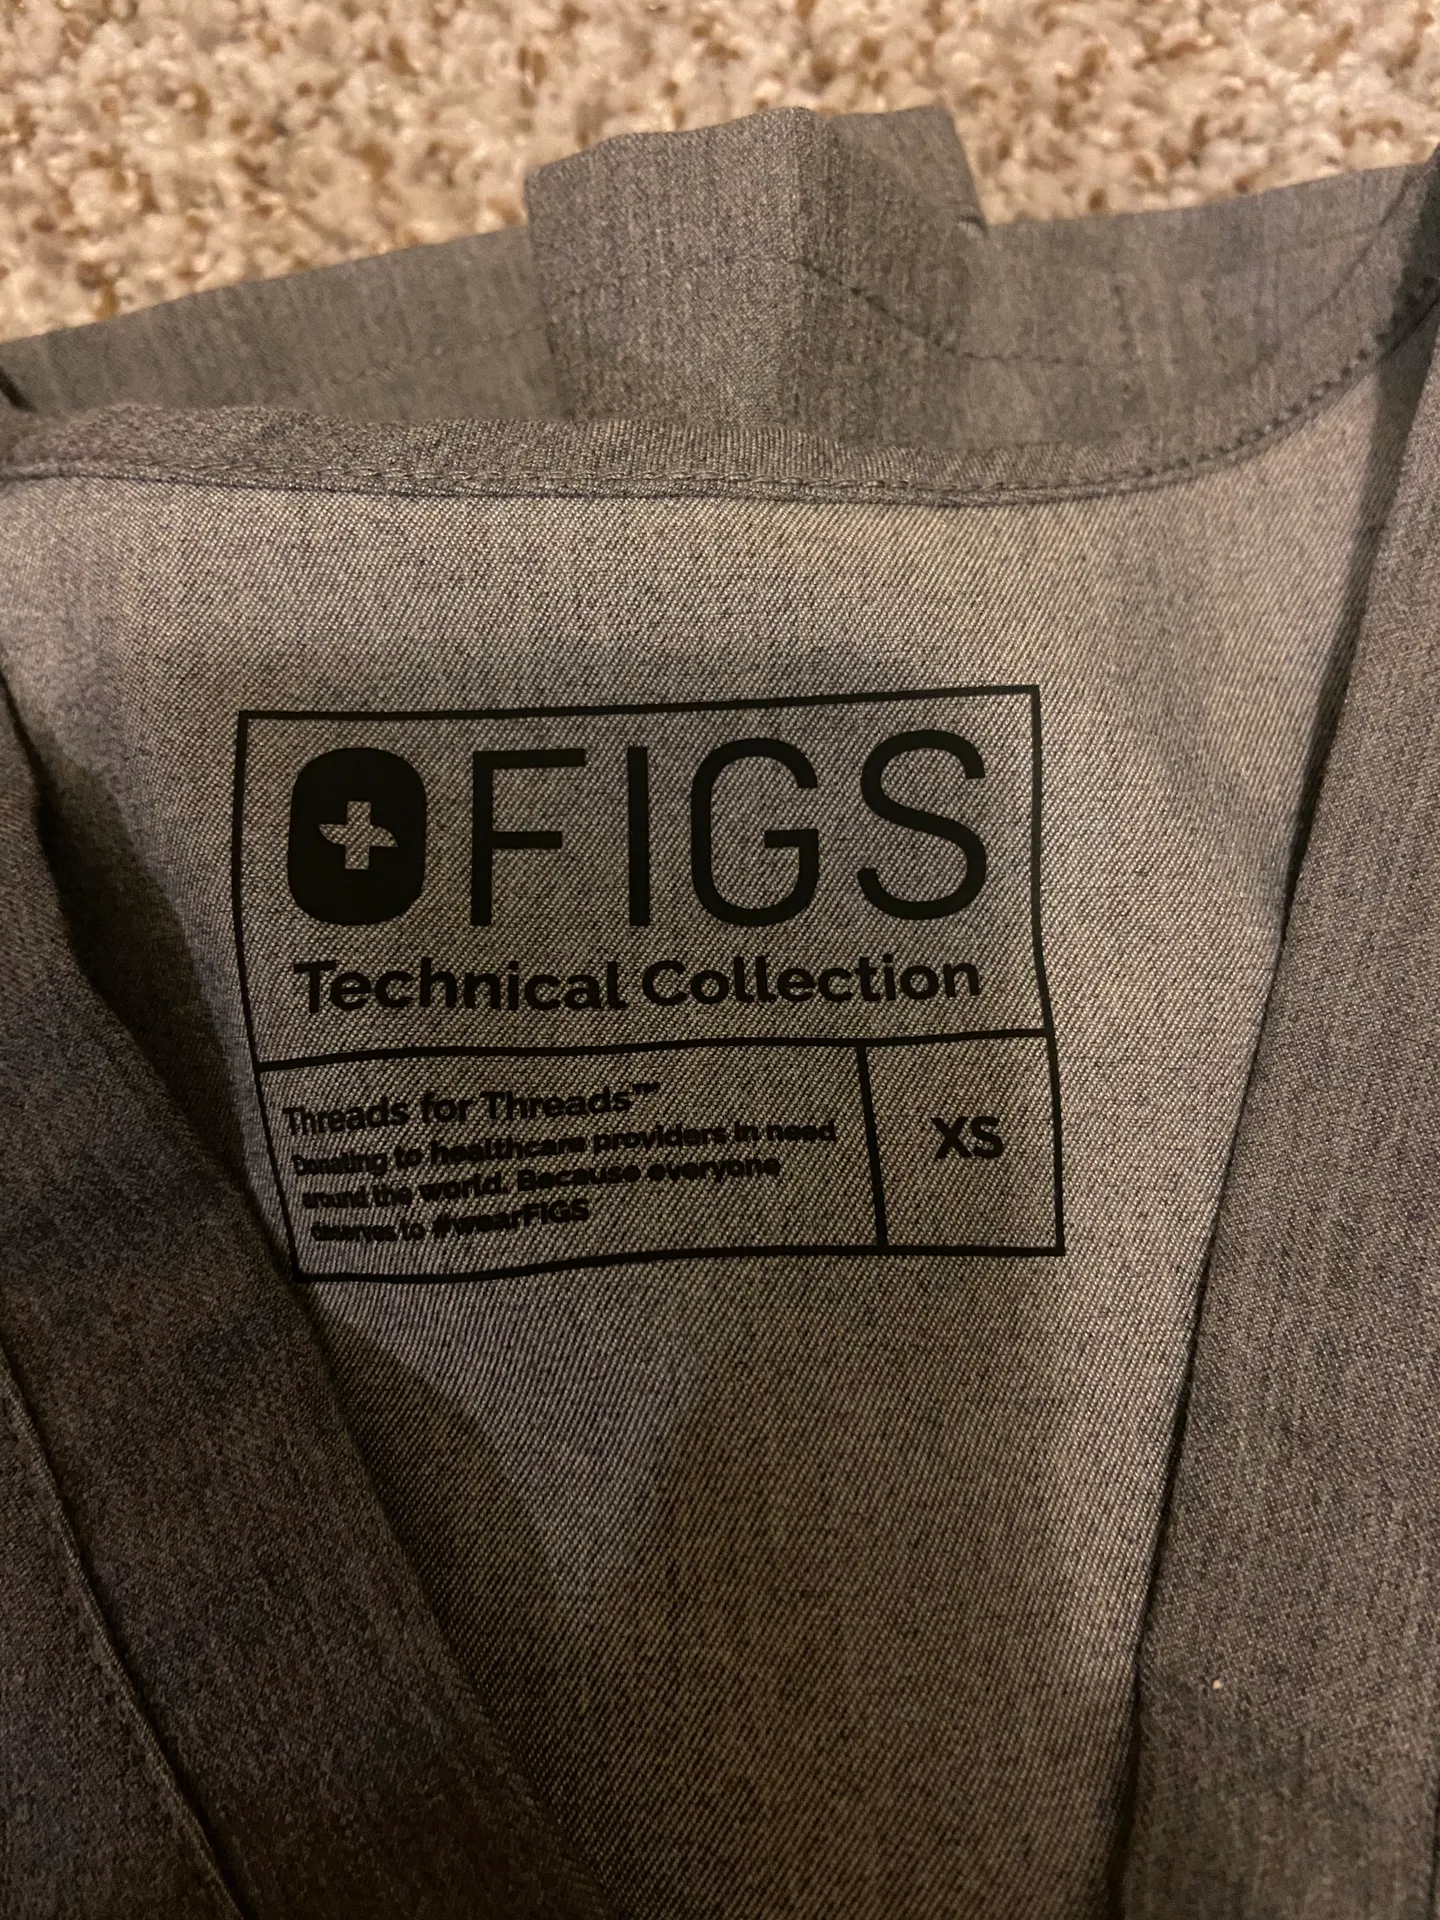 FIGS
Technical Collection
Threads for Threads™
Donating to healthcare providers in need
around the world. Because everyone
deserves to #wearFIGS
XS